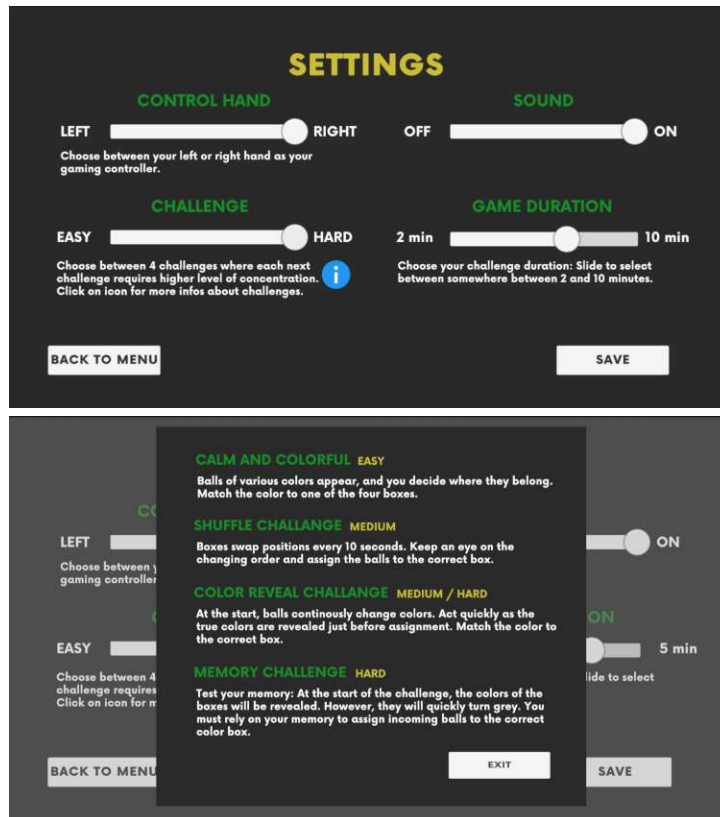 SETTINGS
CONTROL HAND
LEFT RIGHT
Choose between your left or right hand as your
gaming controller.
SOUND
OFF ON
CHALLENGE
EASY HARD
Choose between 4 challenges where each next
challenge requires higher level of concentration.
Click on icon for more infos about challenges.
i
GAME DURATION
2 min 10 min
Choose your challenge duration: Slide to select
between somewhere between 2 and 10 minutes.
BACK TO MENU
SAVE
CO
LEFT
Choose between y
gaming controller
C
EASY
Choose between 4
challenge requires
Click on icon for m
BACK TO MENU
CALM AND COLORFUL EASY
Balls of various colors appear, and you decide where they belong.
Match the color to one of the four boxes.
SHUFFLE CHALLANGE MEDIUM
Boxes swap positions every 10 seconds. Keep an eye on the
changing order and assign the balls to the correct box.
COLOR REVEAL CHALLANGE MEDIUM / HARD
At the start, balls continously change colors. Act quickly as the
true colors are revealed just before assignment. Match the color to
the correct box.
MEMORY CHALLENGE HARD
Test your memory: At the start of the challenge, the colors of the
boxes will be revealed. However, they will quickly turn grey. You
must rely on your memory to assign incoming balls to the correct
color box.
EXIT
ON
ON
5 min
lide to select
SAVE